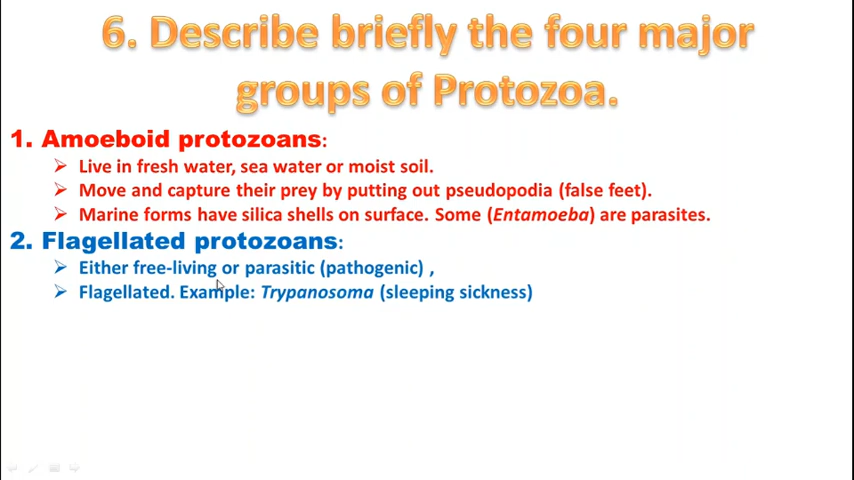 6. Describe briefly the four major
groups of Protozoa.
1. Amoeboid protozoans:
➢ Live in fresh water, sea water or moist soil.
➢ Move and capture their prey by putting out pseudopodia (false feet).
➢ Marine forms have silica shells on surface. Some (Entamoeba) are parasites.
2. Flagellated protozoans:
➢ Either free-living or parasitic (pathogenic) ,
➢ Flagellated. Example: Trypanosoma (sleeping sickness)